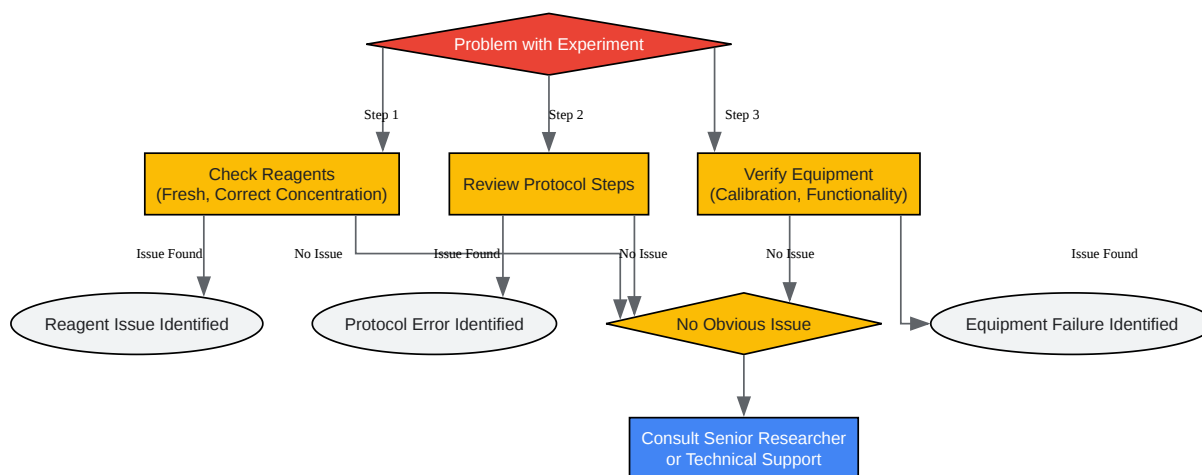 Problem with Experiment
Step 1
Step 2
Step 3
Check Reagents
(Fresh, Correct Concentration)
Review Protocol Steps
Verify Equipment
(Calibration, Functionality)
Issue Found
No Issue
Issue Found
No Issue
No Issue
Issue Found
Reagent Issue Identified
Protocol Error Identified
No Obvious Issue
Equipment Failure Identified
Consult Senior Researcher
or Technical Support